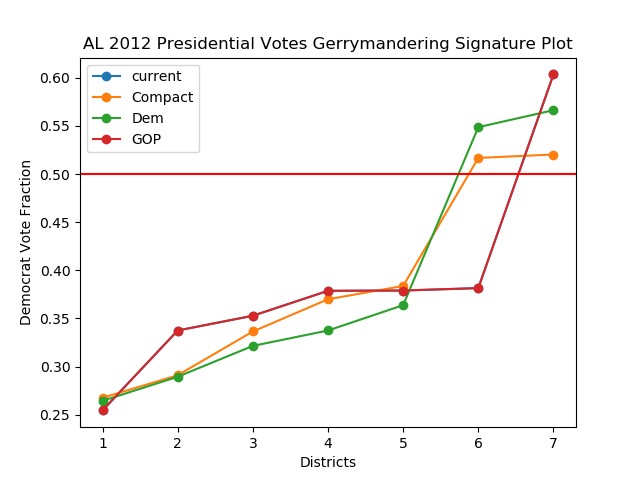 AL 2012 Presidential Votes Gerrymandering Signature Plot
current
Compact
Dem
GOP
0.60
0.55
0.50
0.45
0.40
0.35
0.30
0.25
Democrat Vote Fraction
1 2 3 4 5 6 7
Districts